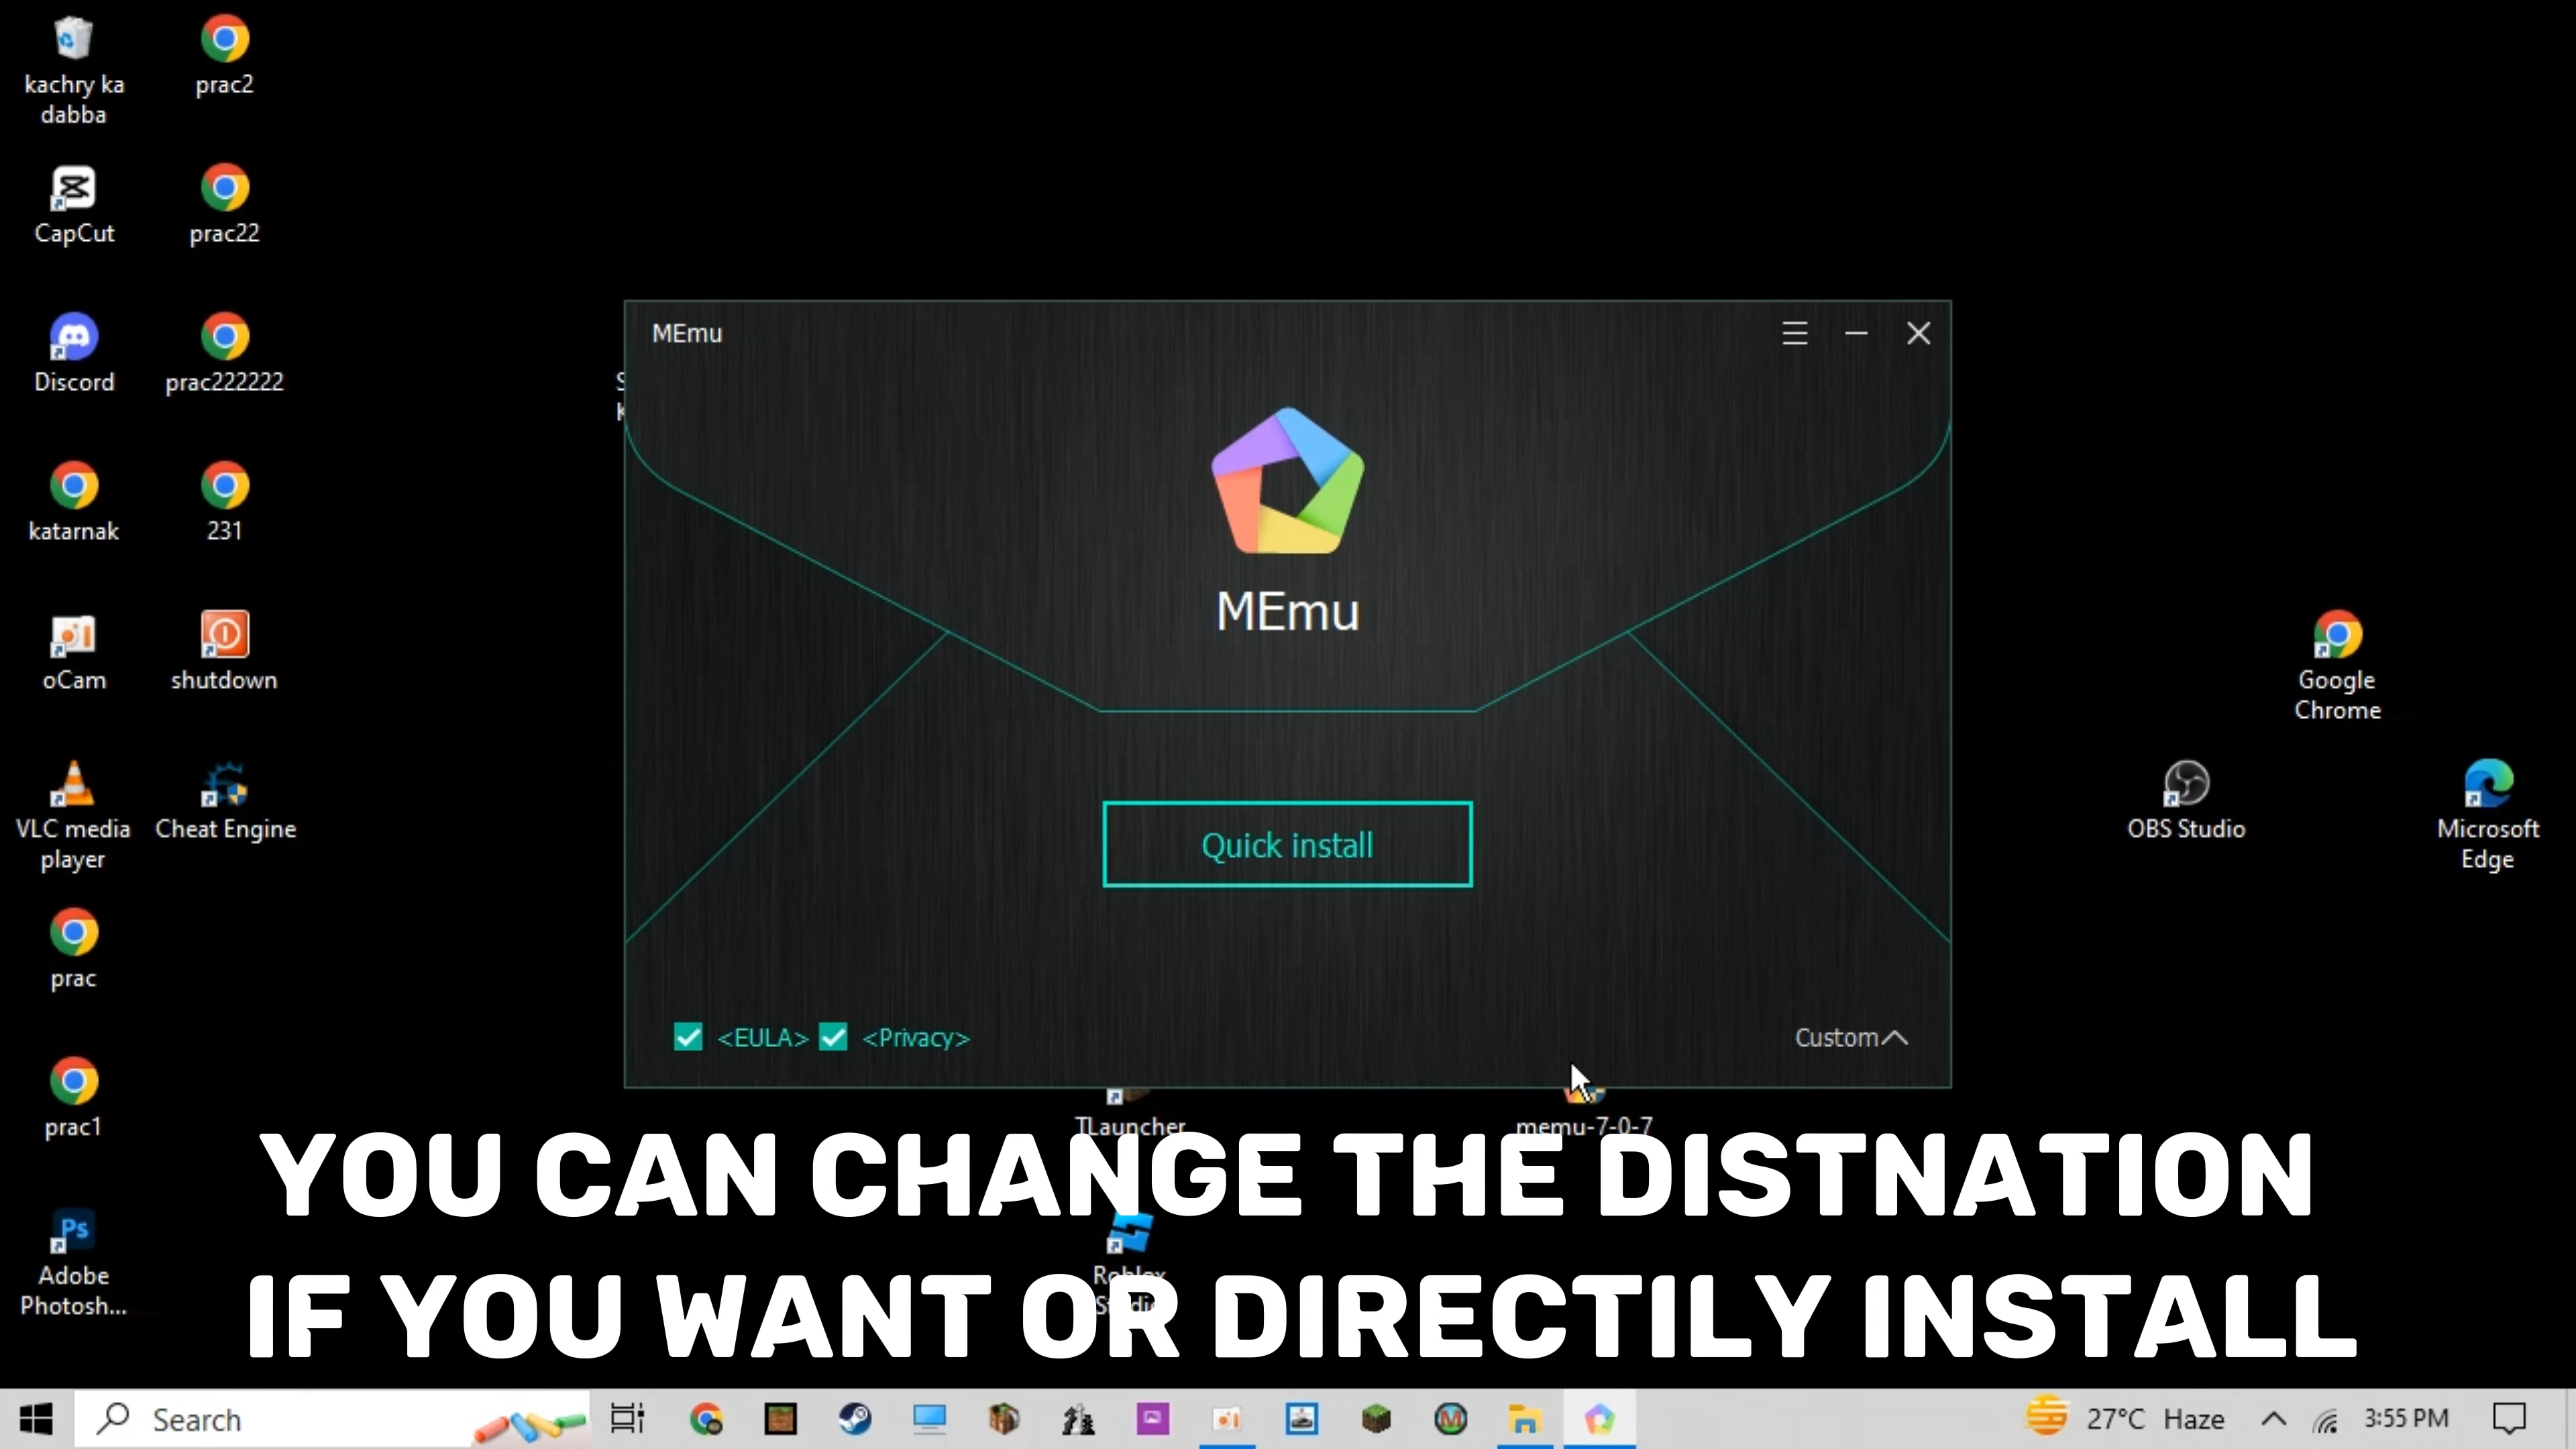 kachry ka
dabba
prac2
CapCut
prac22
Discord
prac222222
katarnak
231
oCam
shutdown
VLC media
player
Cheat Engine
prac
prac1
Adobe
Photosh...
Ps
MEmu
MEmu
Quick install
<EULA>
<Privacy>
Custom
Google
Chrome
OBS Studio
Microsoft
Edge
TLauncher
memu-7-0-7
Roblox
YOU CAN CHANGE THE DISTNATION
IF YOU WANT OR DIRECTILY INSTALL
Search
27°C Haze
3:55 PM